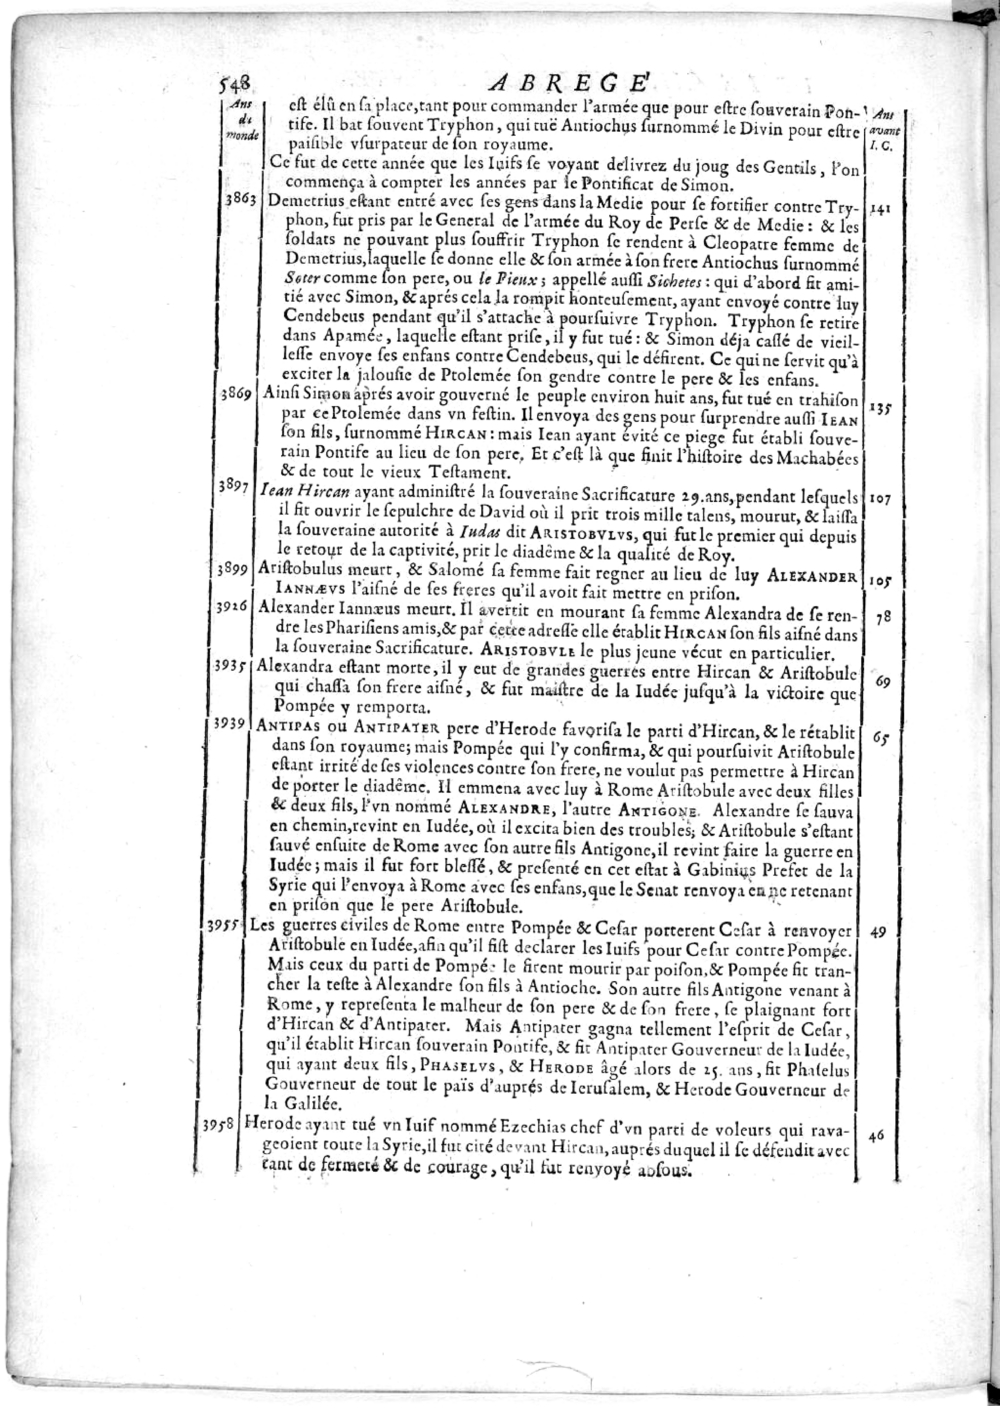 548 ABREGE'
Ans du monde
Ans avant I. C.
eſt élû en ſa place, tant pour commander l'armée que pour eſtre ſouverain Pon-
tife. Il bat ſouvent Tryphon, qui tuë Antiochus ſurnommé le Divin pour eſtre
paiſible vſurpateur de ſon royaume.
Ce fut de cette année que les Iuifs ſe voyant delivrez du joug des Gentils, l'on
commença à compter les années par le Pontificat de Simon.
3863 Demetrius eſtant entré avec ſes gens dans la Medie pour ſe fortifier contre Try- 141
phon, fut pris par le General de l'armée du Roy de Perſe & de Medie: & les
ſoldats ne pouvant plus ſouffrir Tryphon ſe rendent à Cleopatre femme de
Demetrius, laquelle ſe donne elle & ſon armée à ſon frere Antiochus ſurnommé
Soter comme ſon pere, ou le Pieux; appellé auſſi Sidhetes: qui d'abord fit ami-
tié avec Simon, & aprés cela la rompit honteuſement, ayant envoyé contre luy
Cendebeus pendant qu'il s'attache à pourſuivre Tryphon. Tryphon ſe retire
dans Apamée, laquelle eſtant priſe, il y fut tué: & Simon déja caſſé de vieil-
leſſe envoye ſes enfans contre Cendebeus, qui le défirent. Ce qui ne ſervit qu'à
exciter la jalouſie de Ptolemée ſon gendre contre le pere & les enfans.
3869 Ainſi Simon aprés avoir gouverné le peuple environ huit ans, fut tué en trahiſon 135
par ce Ptolemée dans vn feſtin. Il envoya des gens pour ſurprendre auſſi IEAN
ſon fils, ſurnommé HIRCAN: mais Iean ayant évité ce piege fut établi ſouve-
rain Pontife au lieu de ſon pere. Et c'eſt là que finit l'hiſtoire des Machabées
& de tout le vieux Teſtament.
3897 Iean Hircan ayant adminiſtré la ſouveraine Sacrificature 29. ans, pendant leſquels 107
il fit ouvrir le ſepulchre de David où il prit trois mille talens, mourut, & laiſſa
la ſouveraine autorité à Iudas dit ARISTOBVLVS, qui fut le premier qui depuis
le retour de la captivité, prit le diadême & la qualité de Roy.
3899 Ariſtobulus meurt, & Salomé ſa femme fait regner au lieu de luy ALEXANDER 105
IANNÆVS l'aiſné de ſes freres qu'il avoit fait mettre en priſon.
3926 Alexander Iannæus meurt. Il avertit en mourant ſa femme Alexandra de ſe ren- 78
dre les Phariſiens amis, & par cette adreſſe elle établit HIRCAN ſon fils aiſné dans
la ſouveraine Sacrificature. ARISTOBVLE le plus jeune vécut en particulier.
3935 Alexandra eſtant morte, il y eut de grandes guerres entre Hircan & Ariſtobule 69
qui chaſſa ſon frere aiſné, & fut maiſtre de la Iudée juſqu'à la victoire que
Pompée y remporta.
3939 ANTIPAS ou ANTIPATER pere d'Herode favoriſa le parti d'Hircan, & le rétablit 65
dans ſon royaume; mais Pompée qui l'y confirma, & qui pourſuivit Ariſtobule
eſtant irrité de ſes violences contre ſon frere, ne voulut pas permettre à Hircan
de porter le diadême. Il emmena avec luy à Rome Ariſtobule avec deux filles
& deux fils, l'vn nommé ALEXANDRE, l'autre ANTIGONE. Alexandre ſe ſauva
en chemin, revint en Iudée, où il excita bien des troubles; & Ariſtobule s'eſtant
ſauvé enſuite de Rome avec ſon autre fils Antigone, il revint faire la guerre en
Iudée; mais il fut fort bleſſé, & preſenté en cet eſtat à Gabinius Prefet de la
Syrie qui l'envoya à Rome avec ſes enfans, que le Senat renvoya en ne retenant
en priſon que le pere Ariſtobule.
3955 Les guerres civiles de Rome entre Pompée & Ceſar porterent Ceſar à renvoyer 49
Ariſtobule en Iudée, afin qu'il fiſt declarer les Iuifs pour Ceſar contre Pompée.
Mais ceux du parti de Pompée le firent mourir par poiſon, & Pompée fit tran-
cher la teſte à Alexandre ſon fils à Antioche. Son autre fils Antigone venant à
Rome, y repreſenta le malheur de ſon pere & de ſon frere, ſe plaignant fort
d'Hircan & d'Antipater. Mais Antipater gagna tellement l'eſprit de Ceſar,
qu'il établit Hircan ſouverain Pontife, & fit Antipater Gouverneur de la Iudée,
qui ayant deux fils, PHASELVS, & HERODE âgé alors de 25. ans, fit Phaſelus
Gouverneur de tout le païs d'auprés de Ieruſalem, & Herode Gouverneur de
la Galilée.
3958 Herode ayant tué vn Iuif nommé Ezechias chef d'vn parti de voleurs qui rava- 46
geoient toute la Syrie, il fut cité devant Hircan, auprés duquel il ſe défendit avec
tant de fermeté & de courage, qu'il fut renvoyé abſous.